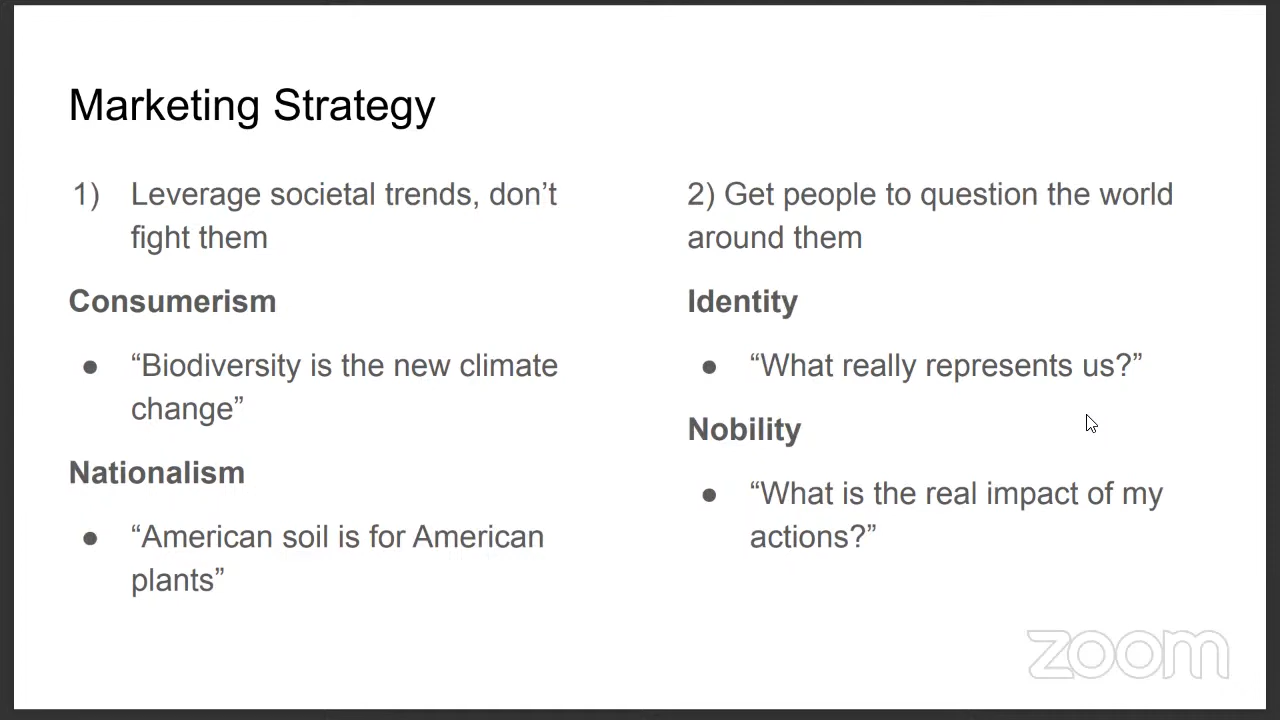 Marketing Strategy
1) Leverage societal trends, don’t
fight them
Consumerism
● “Biodiversity is the new climate
change”
Nationalism
● “American soil is for American
plants”
2) Get people to question the world
around them
Identity
● “What really represents us?”
Nobility
● “What is the real impact of my
actions?”
zoom